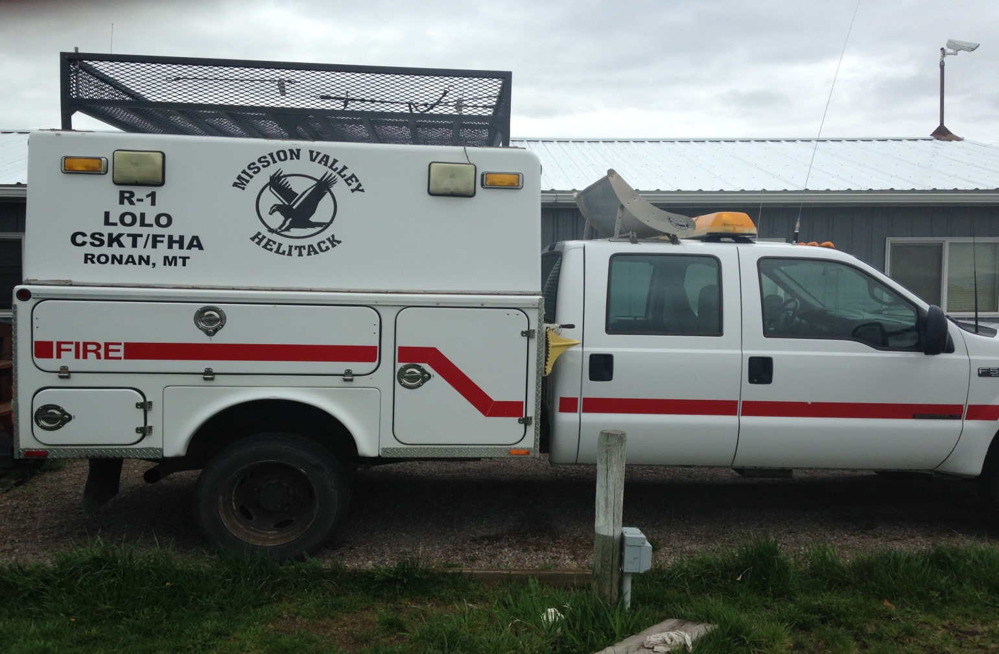 MISSION VALLEY
HELITACK
R-1
LOLO
CSKT/FHA
RONAN, MT
FIRE